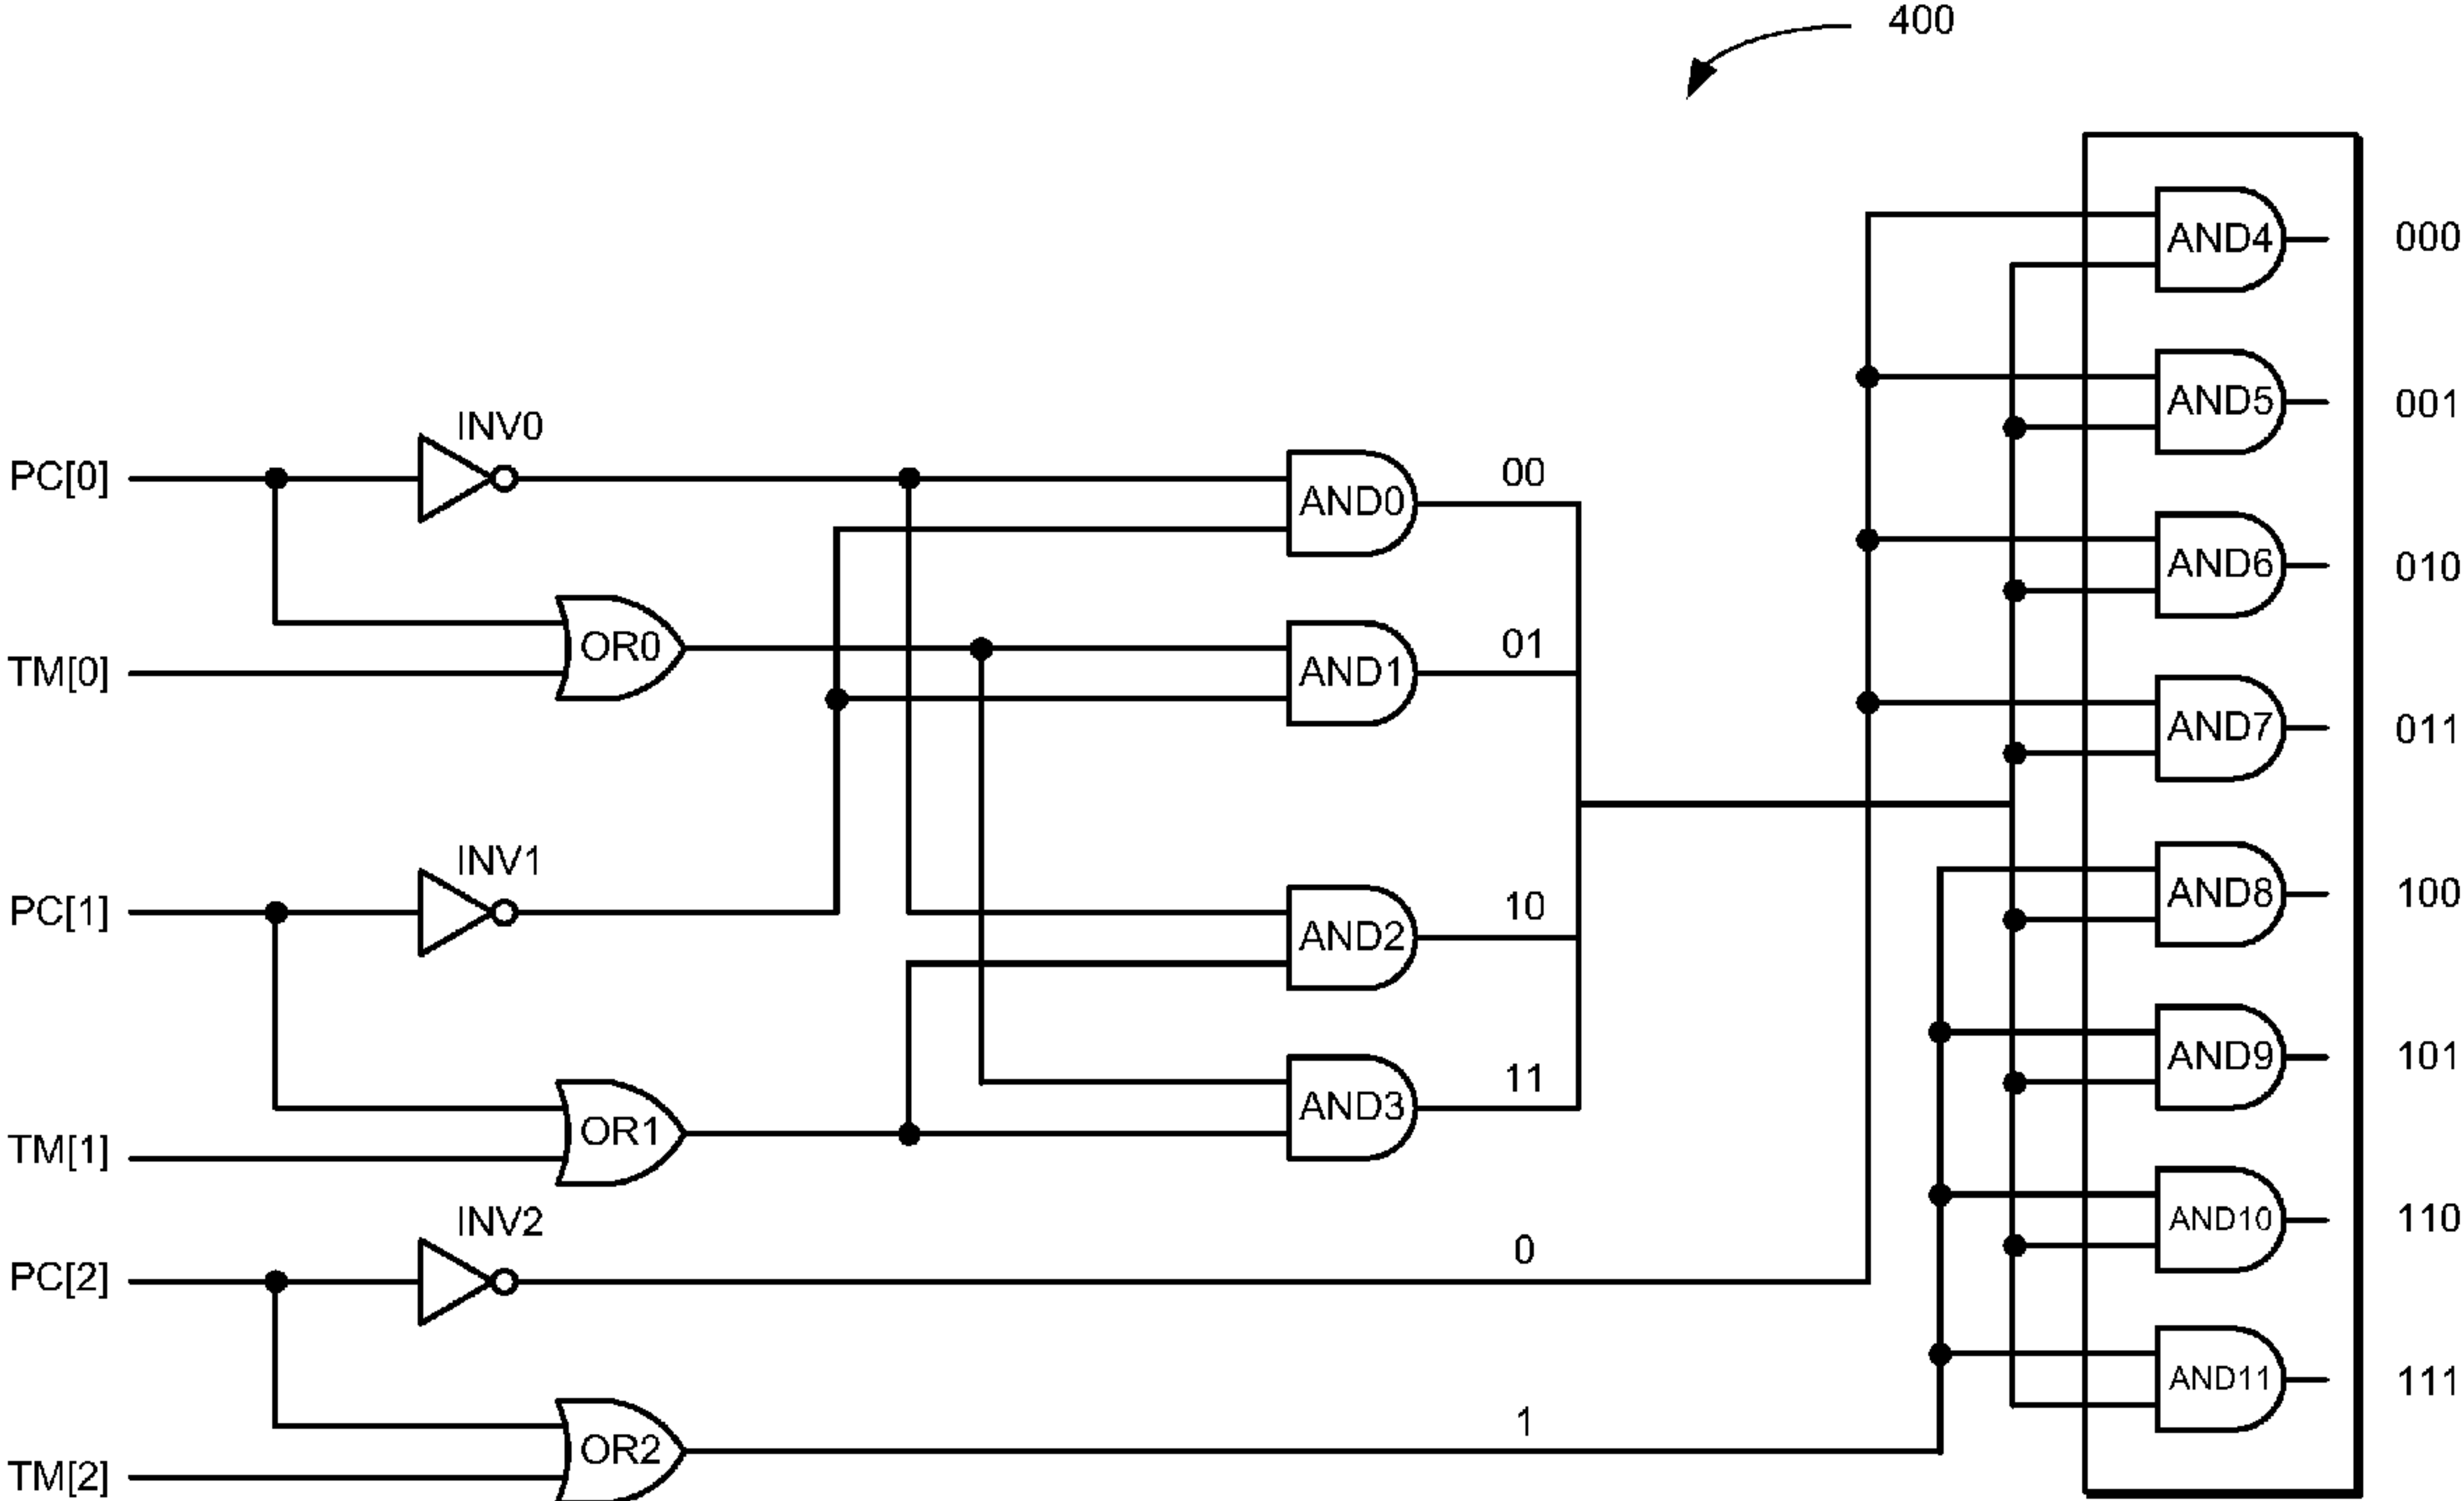 400
AND4 000
AND5 001
INV0
PC[0] AND0 00
AND6 010
OR0 AND1 01
TM[0]
AND7 011
INV1
PC[1] AND2 10
AND8 100
AND9 101
AND3 11
OR1
TM[1]
INV2
AND10 110
PC[2] 0
AND11 111
OR2 1
TM[2]